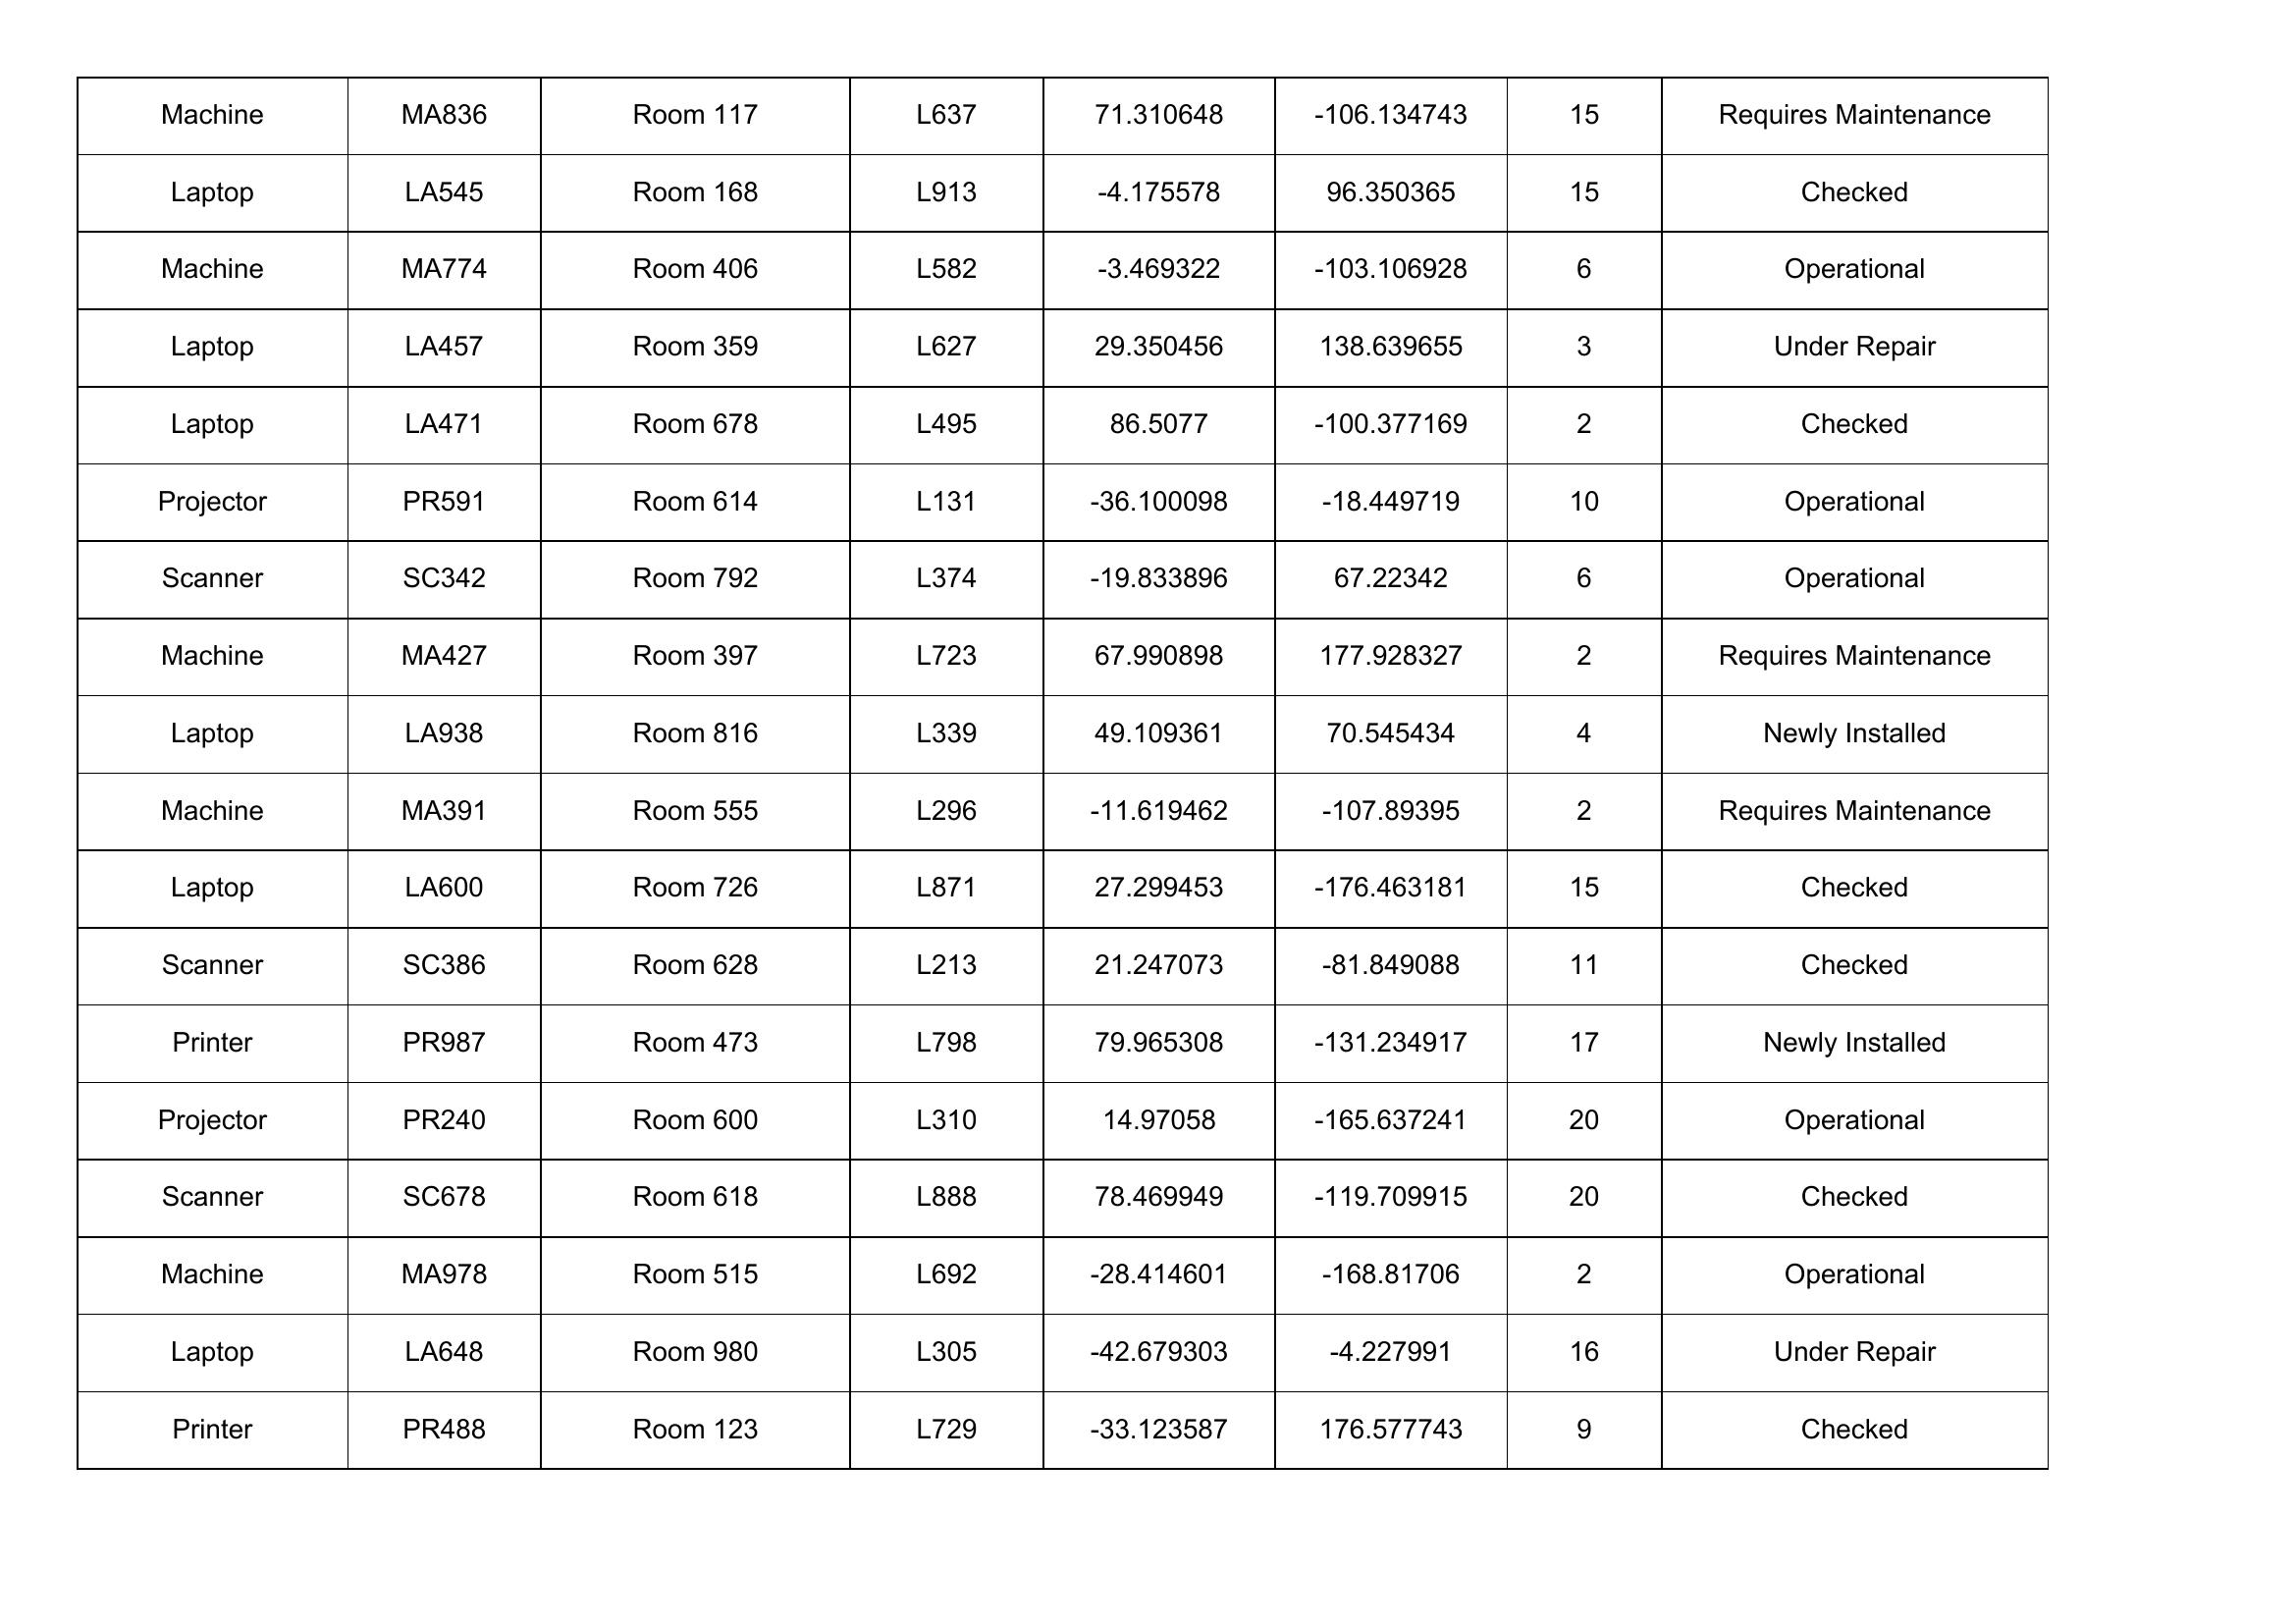 Machine MA836 Room 117 L637 71.310648 -106.134743 15 Requires Maintenance
Laptop LA545 Room 168 L913 -4.175578 96.350365 15 Checked
Machine MA774 Room 406 L582 -3.469322 -103.106928 6 Operational
Laptop LA457 Room 359 L627 29.350456 138.639655 3 Under Repair
Laptop LA471 Room 678 L495 86.5077 -100.377169 2 Checked
Projector PR591 Room 614 L131 -36.100098 -18.449719 10 Operational
Scanner SC342 Room 792 L374 -19.833896 67.22342 6 Operational
Machine MA427 Room 397 L723 67.990898 177.928327 2 Requires Maintenance
Laptop LA938 Room 816 L339 49.109361 70.545434 4 Newly Installed
Machine MA391 Room 555 L296 -11.619462 -107.89395 2 Requires Maintenance
Laptop LA600 Room 726 L871 27.299453 -176.463181 15 Checked
Scanner SC386 Room 628 L213 21.247073 -81.849088 11 Checked
Printer PR987 Room 473 L798 79.965308 -131.234917 17 Newly Installed
Projector PR240 Room 600 L310 14.97058 -165.637241 20 Operational
Scanner SC678 Room 618 L888 78.469949 -119.709915 20 Checked
Machine MA978 Room 515 L692 -28.414601 -168.81706 2 Operational
Laptop LA648 Room 980 L305 -42.679303 -4.227991 16 Under Repair
Printer PR488 Room 123 L729 -33.123587 176.577743 9 Checked